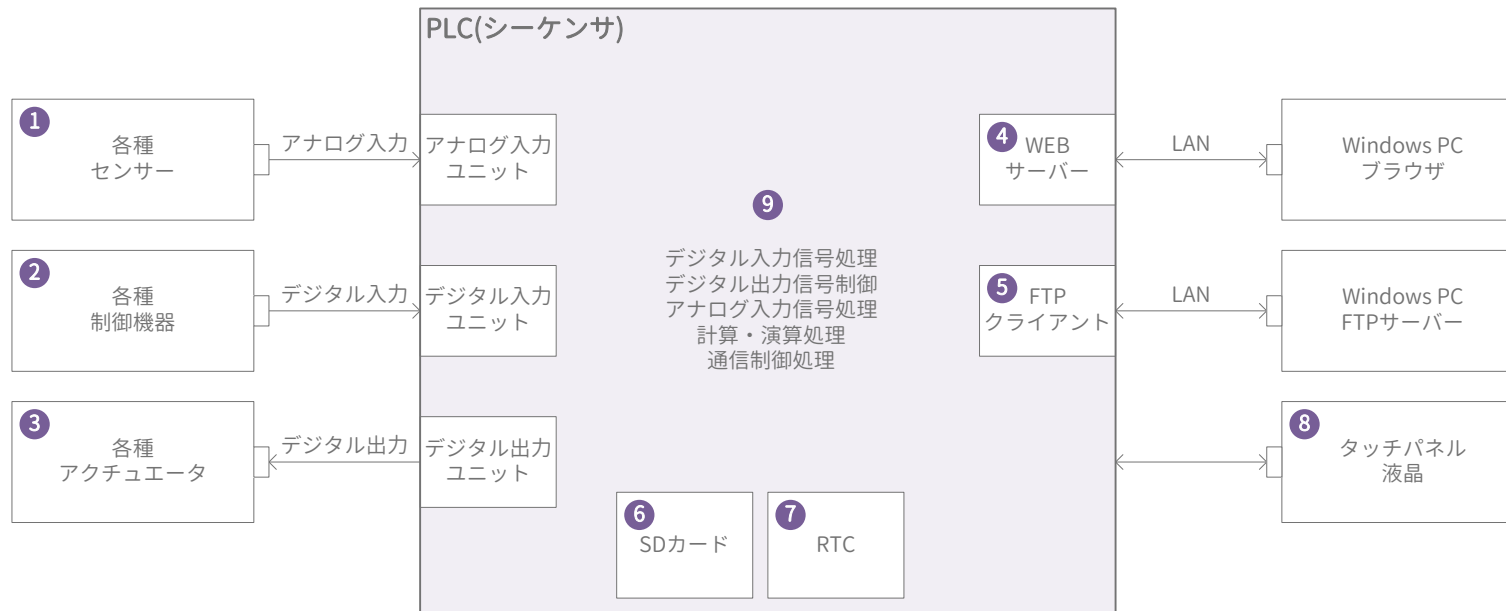 PLC(シーケンサ)
1
各種
センサー
アナログ入力
アナログ入力
ユニット
2
各種
制御機器
デジタル入力
デジタル入力
ユニット
3
各種
アクチュエータ
デジタル出力
デジタル出力
ユニット
9
デジタル入力信号処理
デジタル出力信号制御
アナログ入力信号処理
計算・演算処理
通信制御処理
6
SDカード
7
RTC
4
WEB
サーバー
LAN
Windows PC
ブラウザ
5
FTP
クライアント
LAN
Windows PC
FTPサーバー
8
タッチパネル
液晶